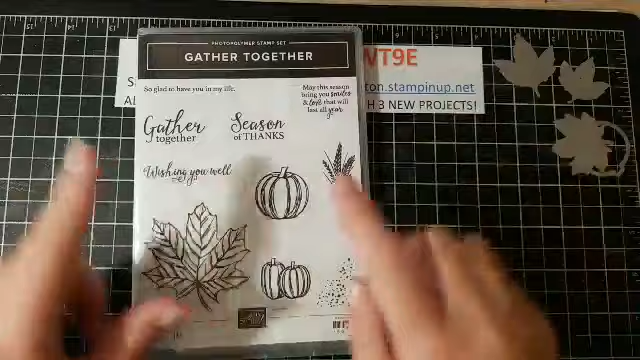 PHOTOPOLYMER STAMP SET
GATHER TOGETHER
WT9E
So glad to have you in my life.
May this season
bring you smiles
& love that will
last all year
ton.stampinup.net
H 3 NEW PROJECTS!
Gather
together
Season
of THANKS
Wishing you well